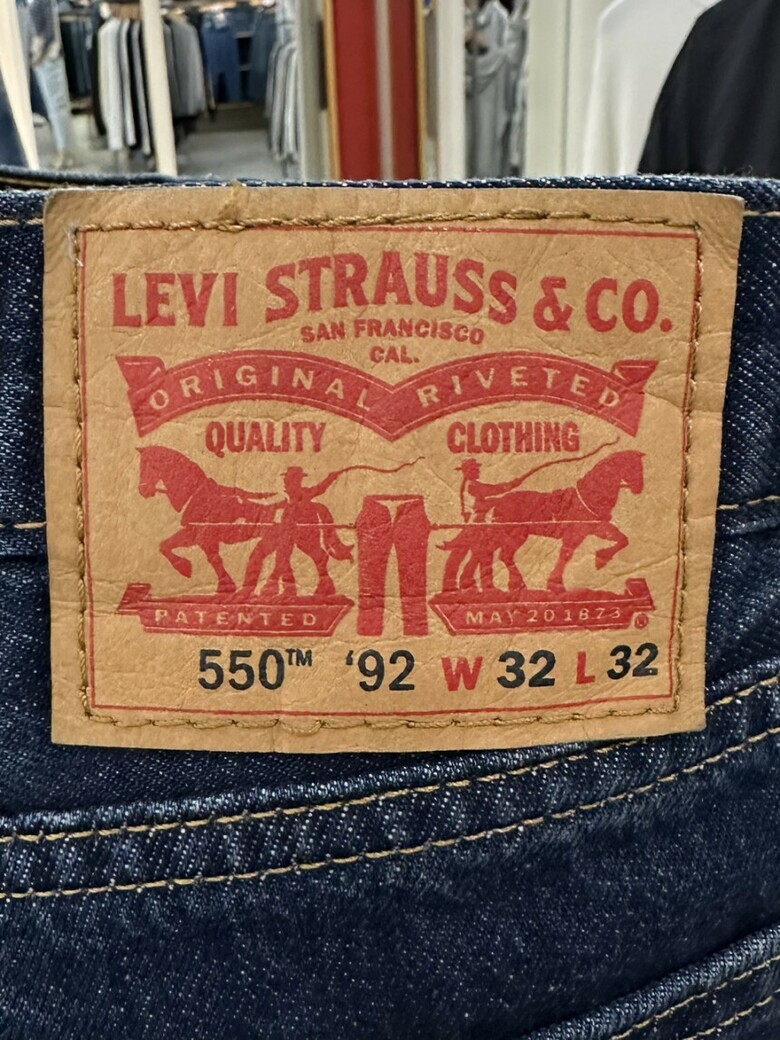 LEVI STRAUSS & CO.
SAN FRANCISCO
CAL.
ORIGINAL RIVETED
QUALITY CLOTHING
PATENTED MAY 20 1873 ®
550™ '92 W 32 L 32